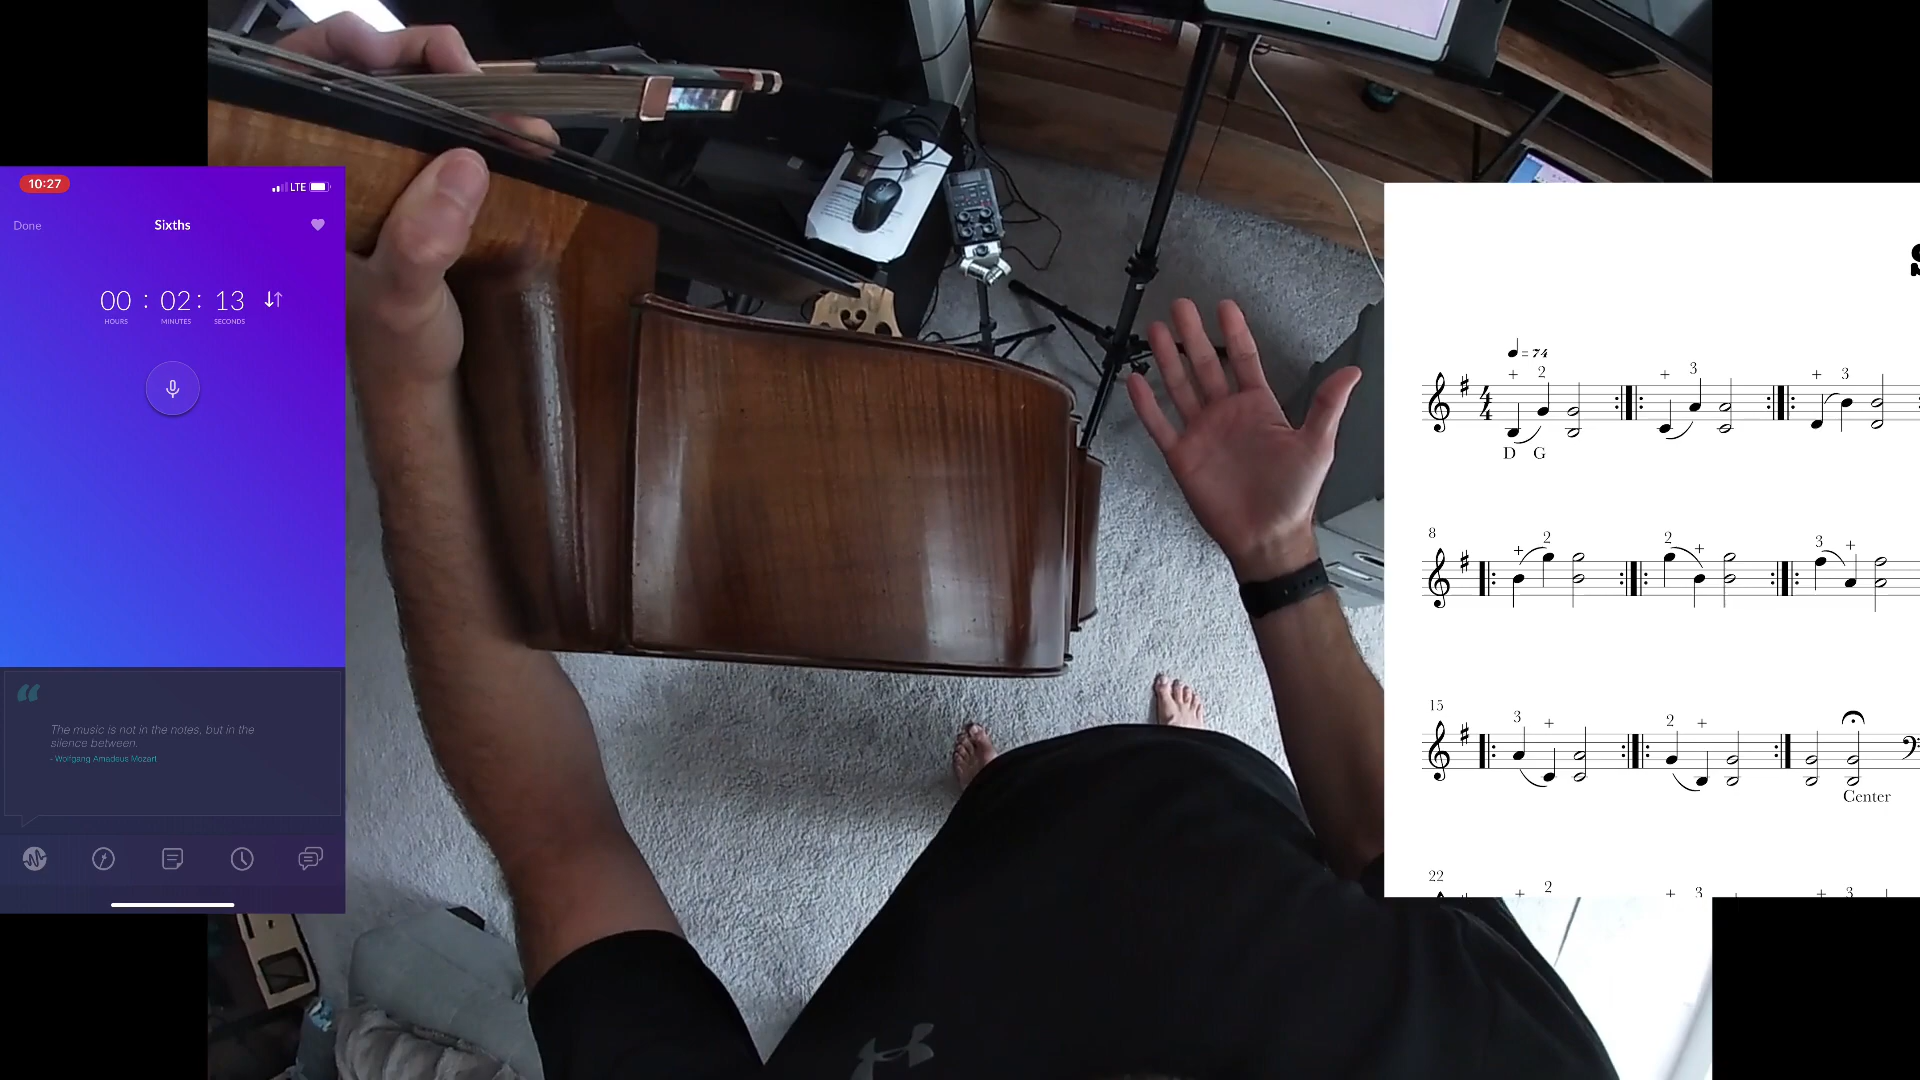 10:27
LTE
Done
Sixths
00 : 02 : 13
HOURS MINUTES SECONDS
The music is not in the notes, but in the
silence between.
- Wolfgang Amadeus Mozart
= 74
+ 2 + 3 + 3
4
4
D G
8
+ 2 2 + 3 +
15
3 + 2 +
Center
22
+ 2 + 3 + 3